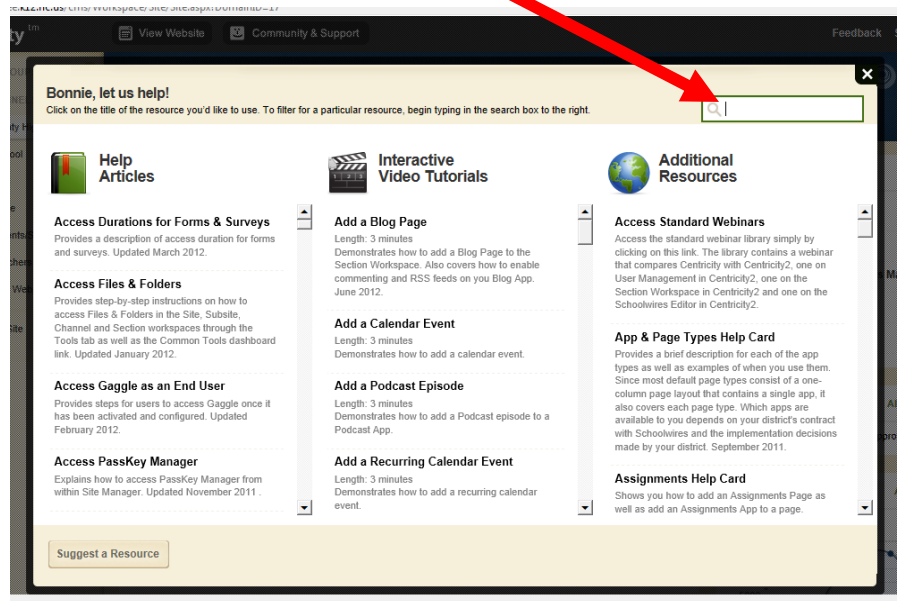 ty™
View Website
Community & Support
Feedback
Bonnie, let us help!
Click on the title of the resource you'd like to use. To filter for a particular resource, begin typing in the search box to the right.
Help
Articles
Access Durations for Forms & Surveys
Provides a description of access duration for forms
and surveys. Updated March 2012.
Access Files & Folders
Provides step-by-step instructions on how to
access Files & Folders in the Site, Subsite,
Channel and Section workspaces through the
Tools tab as well as the Common Tools dashboard
link. Updated January 2012.
Access Gaggle as an End User
Provides steps for users to access Gaggle once it
has been activated and configured. Updated
February 2012.
Access PassKey Manager
Explains how to access PassKey Manager from
within Site Manager. Updated November 2011 .
Interactive
Video Tutorials
Add a Blog Page
Length: 3 minutes
Demonstrates how to add a Blog Page to the
Section Workspace. Also covers how to enable
commenting and RSS feeds on you Blog App.
June 2012.
Add a Calendar Event
Length: 3 minutes
Demonstrates how to add a calendar event.
Add a Podcast Episode
Length: 3 minutes
Demonstrates how to add a Podcast episode to a
Podcast App.
Add a Recurring Calendar Event
Length: 3 minutes
Demonstrates how to add a recurring calendar
event.
Additional
Resources
Access Standard Webinars
Access the standard webinar library simply by
clicking on this link. The library contains a webinar
that compares Centricity with Centricity2, one on
User Management in Centricity2, one on the
Section Workspace in Centricity2 and one on the
Schoolwires Editor in Centricity2.
App & Page Types Help Card
Provides a brief description for each of the app
types as well as examples of when you use them.
Since most default page types consist of a one-
column page layout that contains a single app, it
also covers each page type. Which apps are
available to you depends on your district's contract
with Schoolwires and the implementation decisions
made by your district. September 2011.
Assignments Help Card
Shows you how to add an Assignments Page as
well as add an Assignments App to a page.
Suggest a Resource